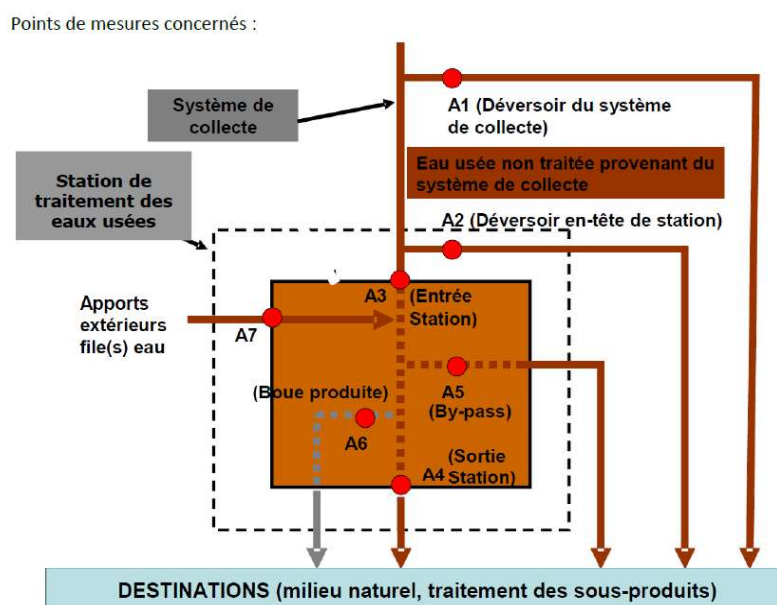 Points de mesures concernés :
Système de
collecte
A1 (Déversoir du système
de collecte)
Eau usée non traitée provenant du
système de collecte
Station de
traitement des
eaux usées
A2 (Déversoir en-tête de station)
A3
(Entrée
Station)
Apports
extérieurs
file(s) eau
A7
(Boue produite)
A6
A5
(By-pass)
(Sortie
Station)
A4
DESTINATIONS (milieu naturel, traitement des sous-produits)